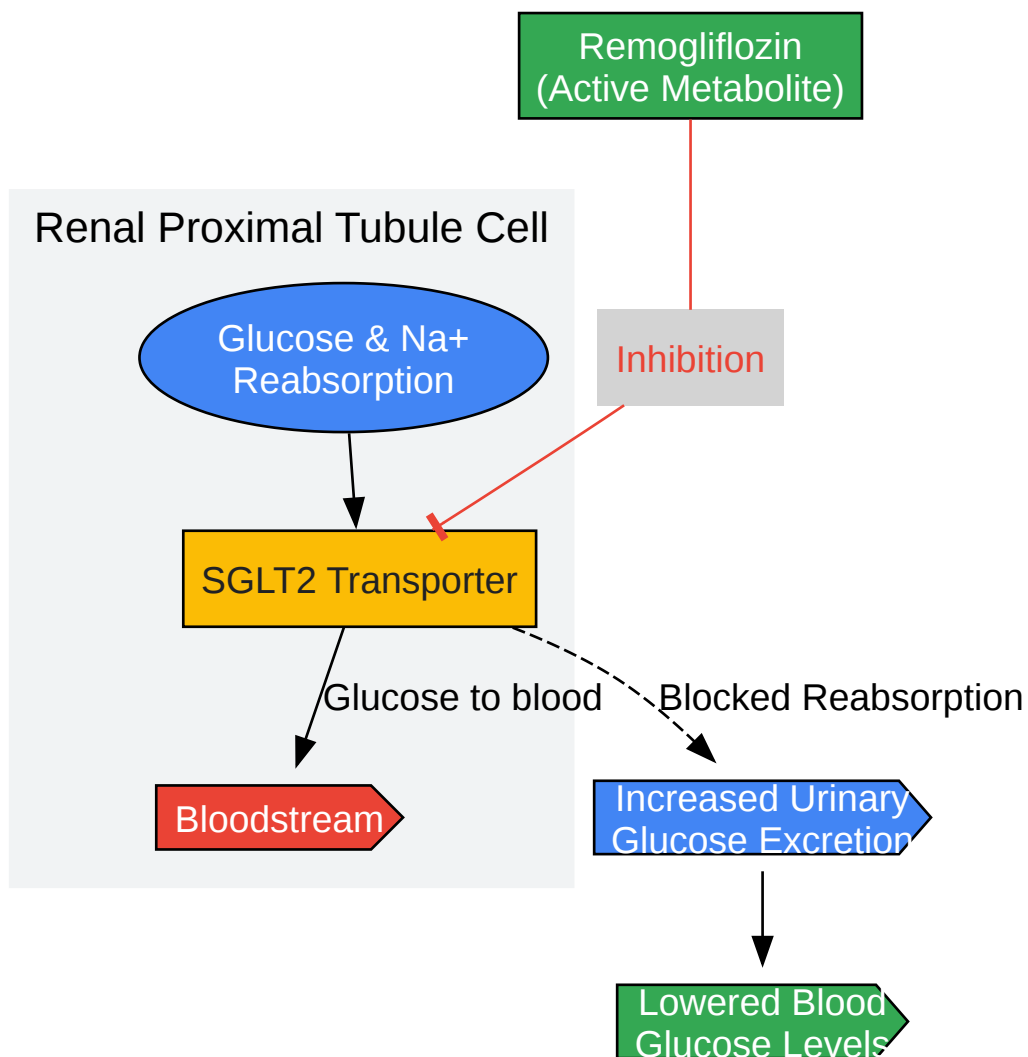 Remogliflozin
(Active Metabolite)
Renal Proximal Tubule Cell
Glucose & Na+
Reabsorption
Inhibition
SGLT2 Transporter
Glucose to blood
Blocked Reabsorption
Bloodstream
Increased Urinary
Glucose Excretion
Lowered Blood
Glucose Levels